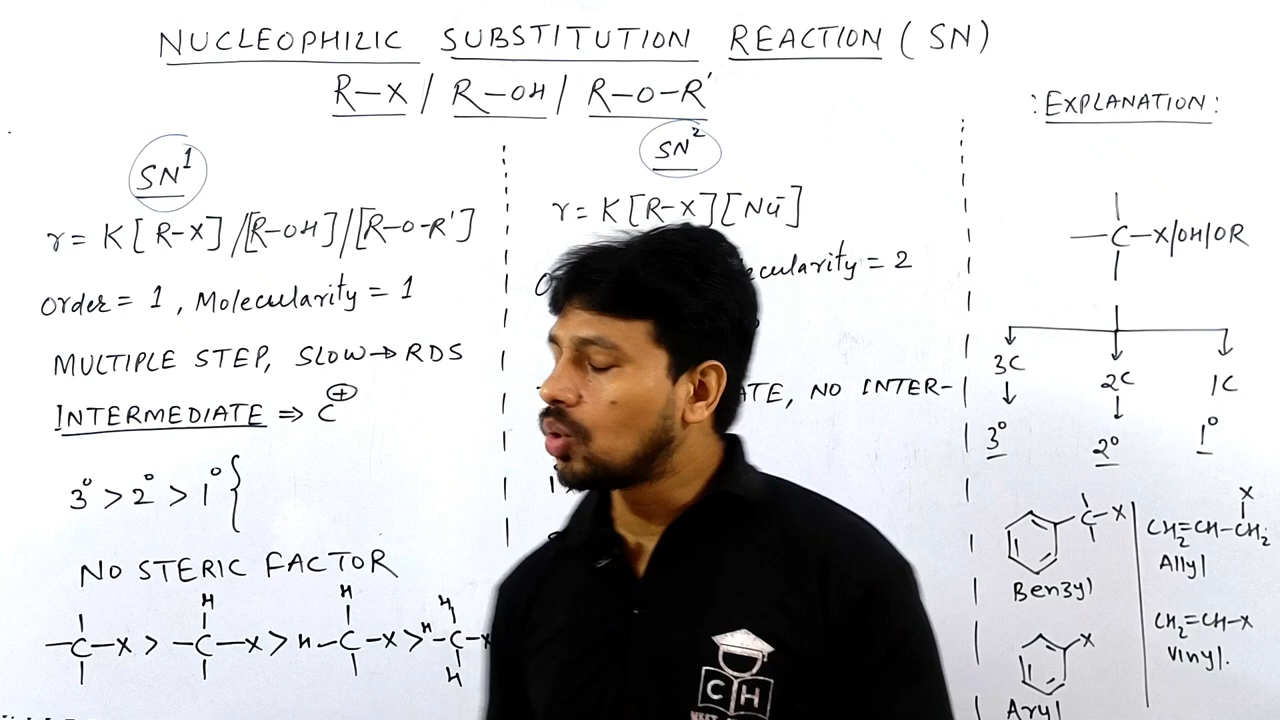 NUCLEOPHILIC SUBSTITUTION REACTION (SN)
R-X / R-OH / R-O-R'
SN¹
r = K [R-X] / [R-OH] / [R-O-R']
Order = 1, Molecularity = 1
MULTIPLE STEP, SLOW → RDS
INTERMEDIATE ⇒ C⊕
3° > 2° > 1° {
NO STERIC FACTOR
H H H
-C-X > -C-X > H-C-X > H-C-X
H
SN²
r = K [R-X] [Nu⁻]
= 2
NO INTER-
: EXPLANATION :
-C-X/OH/OR
3C 2C 1C
3° 2° 1°
C-X
Benzyl
X
CH₂=CH-CH₂
Allyl
X
Aryl
CH₂=CH-X
Vinyl.
CH